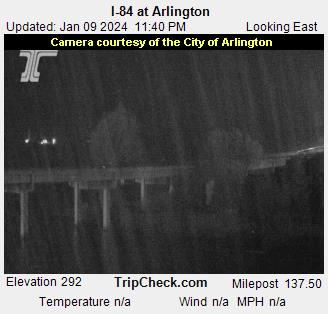 I-84 at Arlington
Updated: Jan 09 2024 11:40 PM Looking East
Camera courtesy of the City of Arlington
Elevation 292 TripCheck.com Milepost 137.50
Temperature n/a Wind n/a MPH n/a